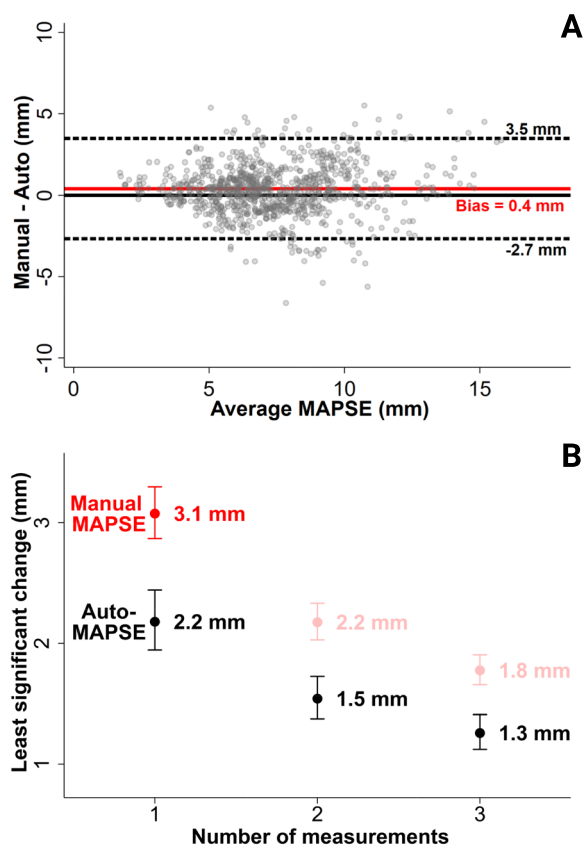 A
Manual - Auto (mm)
10
5
0
-5
-10
3.5 mm
Bias = 0.4 mm
-2.7 mm
0 5 10 15
Average MAPSE (mm)
B
Least significant change (mm)
3
2
1
Manual
MAPSE
3.1 mm
Auto-
MAPSE
2.2 mm
2.2 mm
1.5 mm
1.8 mm
1.3 mm
1 2 3
Number of measurements